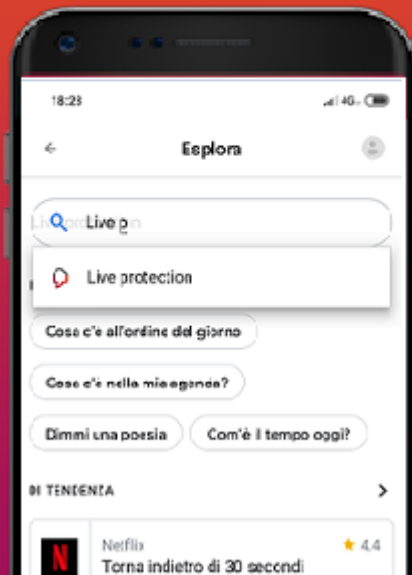 18:23
4G
Esplora
Live p
Live protection
Cosa c'è all'ordine del giorno
Cosa c'è nella mia agenda?
Dimmi una poesia
Com'è il tempo oggi?
DI TENDENZA
N
Netflix
4,4
Torna indietro di 30 secondi